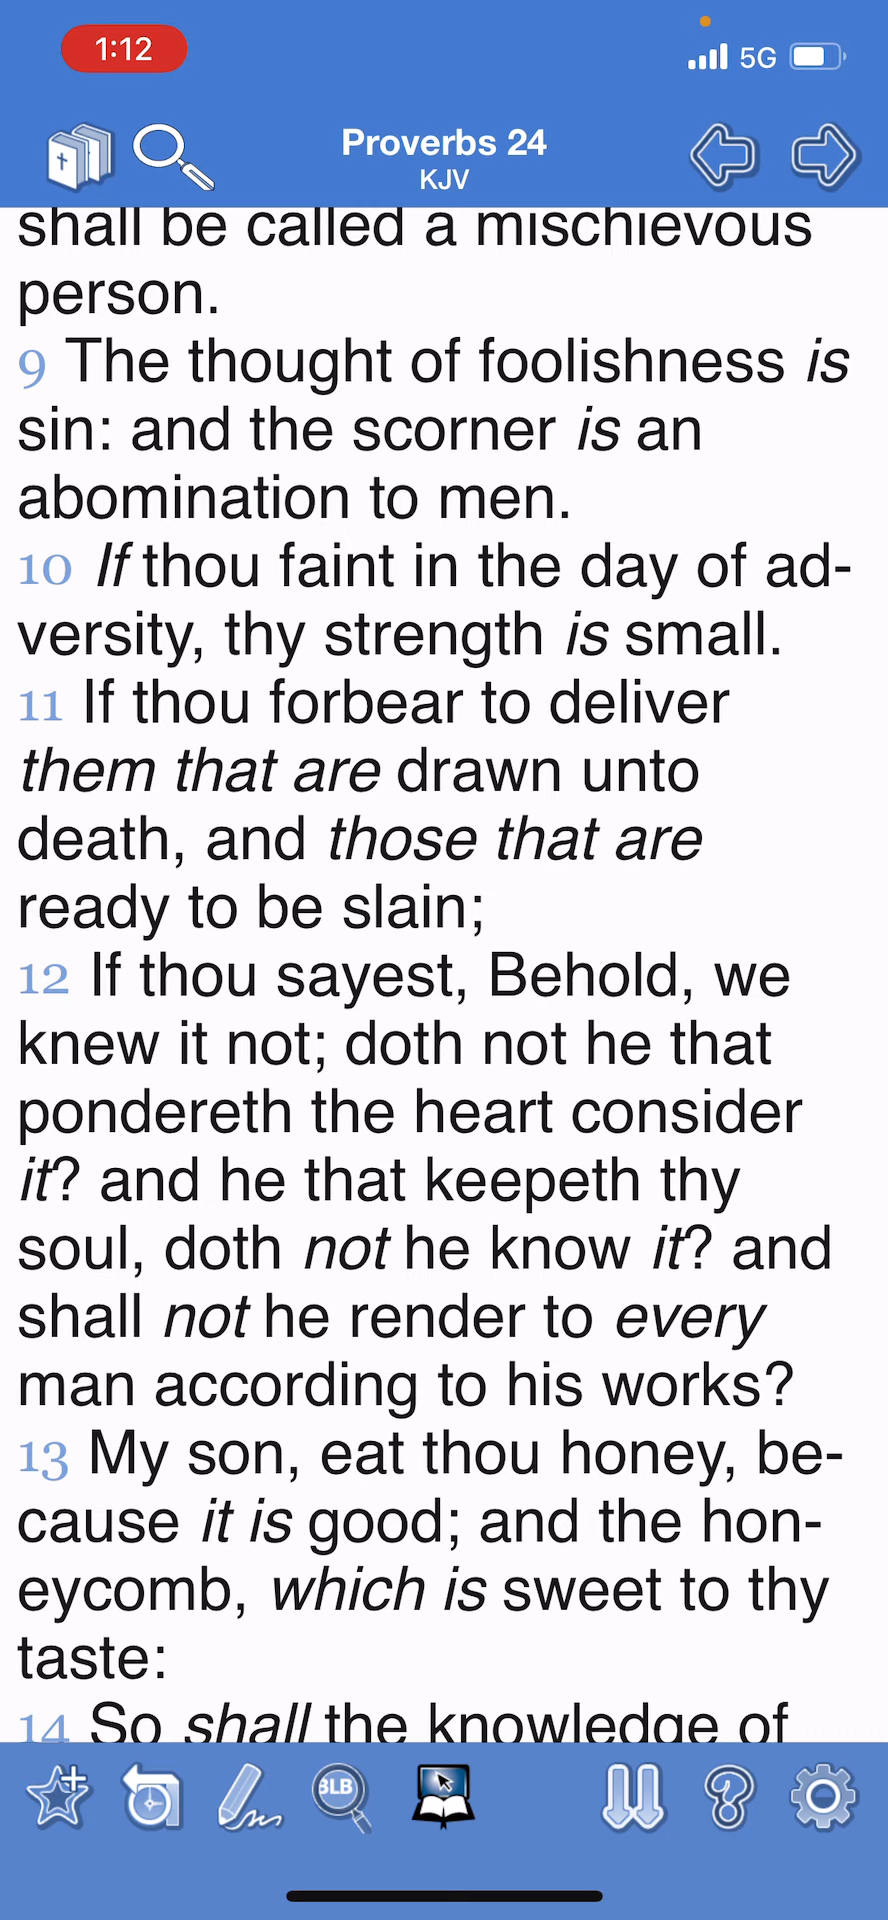 1:12
5G
Proverbs 24
KJV
shall be called a mischievous
person.
9 The thought of foolishness is
sin: and the scorner is an
abomination to men.
10 If thou faint in the day of ad-
versity, thy strength is small.
11 If thou forbear to deliver
them that are drawn unto
death, and those that are
ready to be slain;
12 If thou sayest, Behold, we
knew it not; doth not he that
pondereth the heart consider
it? and he that keepeth thy
soul, doth not he know it? and
shall not he render to every
man according to his works?
13 My son, eat thou honey, be-
cause it is good; and the hon-
eycomb, which is sweet to thy
taste:
14 So shall the knowledge of
BLB